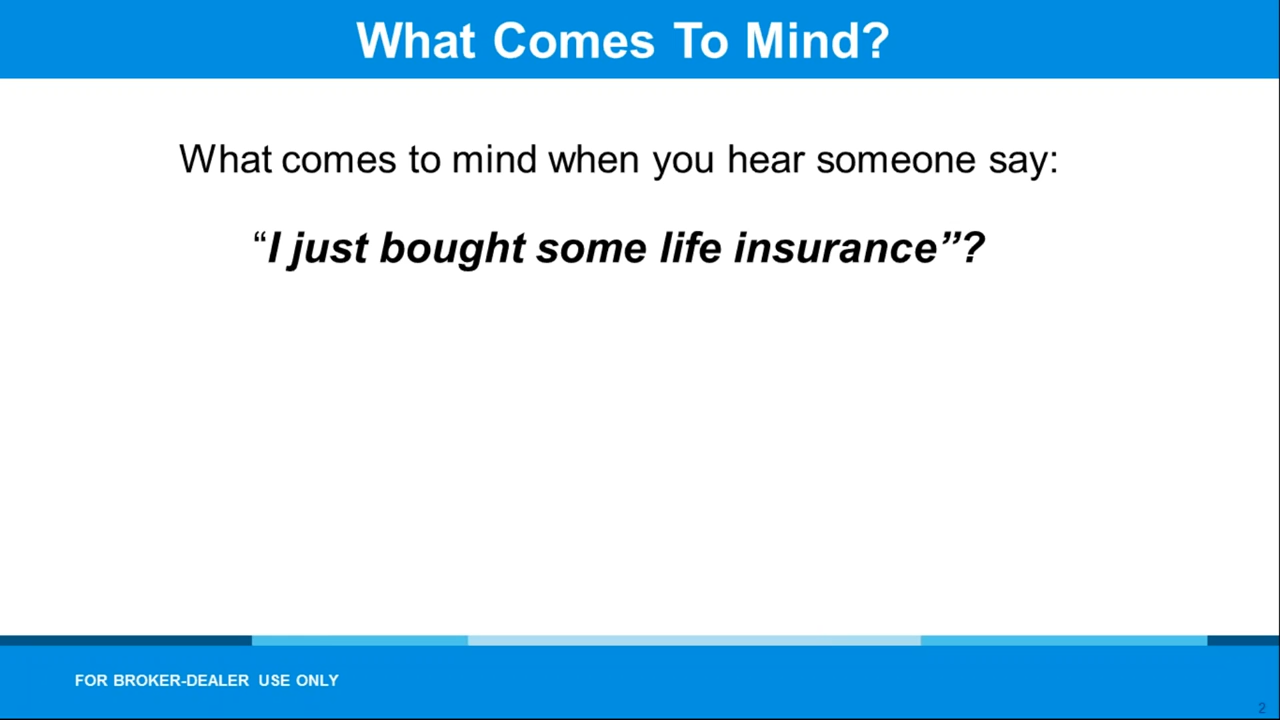 What Comes To Mind?
What comes to mind when you hear someone say:
“I just bought some life insurance”?
FOR BROKER-DEALER USE ONLY
2